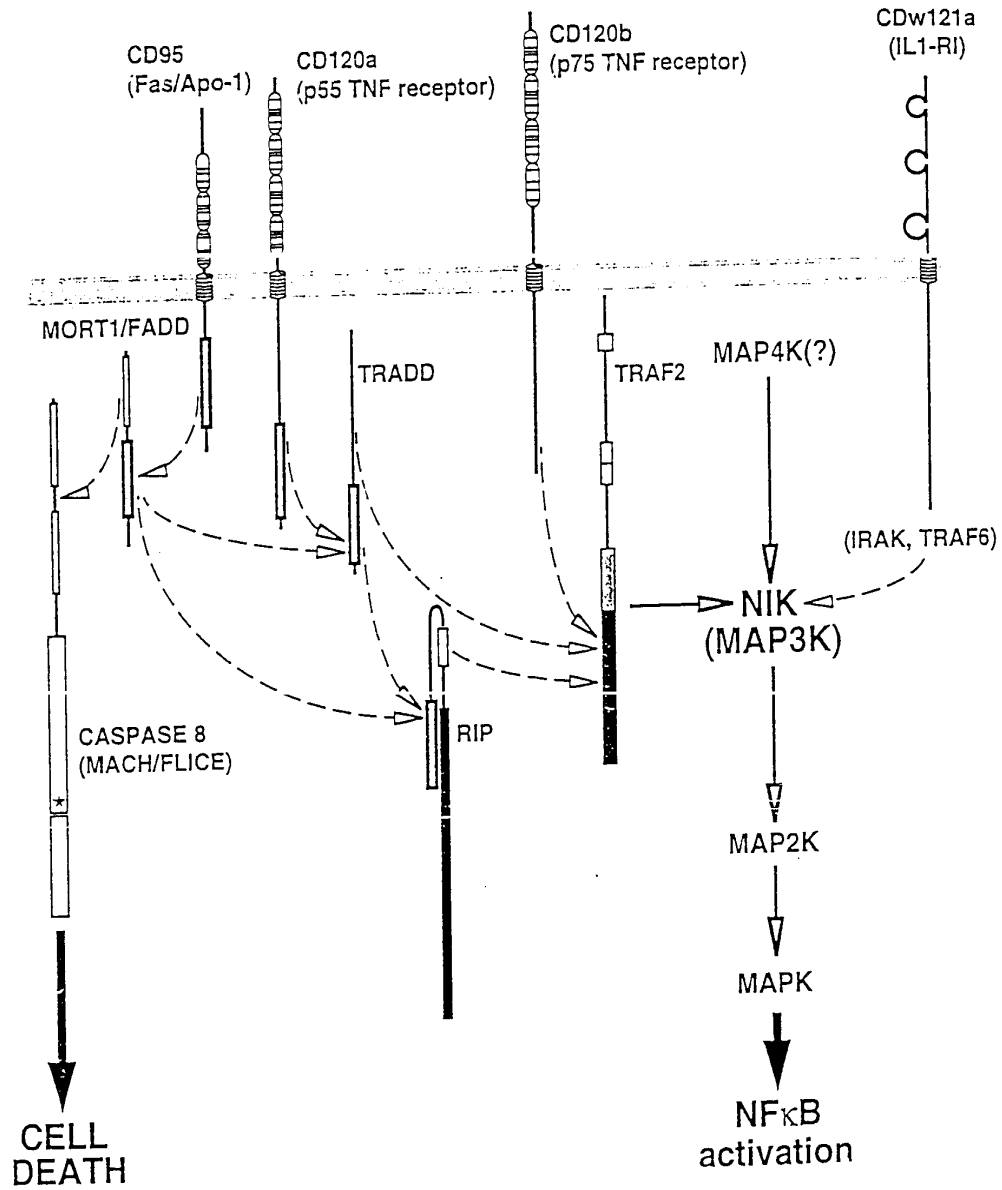 CD95
(Fas/Apo-1)
CD120a
(p55 TNF receptor)
CD120b
(p75 TNF receptor)
CDw121a
(IL1-RI)
MORT1/FADD
TRADD
TRAF2
MAP4K(?)
(IRAK, TRAF6)
NIK
(MAP3K)
CASPASE 8
(MACH/FLICE)
*
RIP
MAP2K
MAPK
CELL
DEATH
NFκB
activation